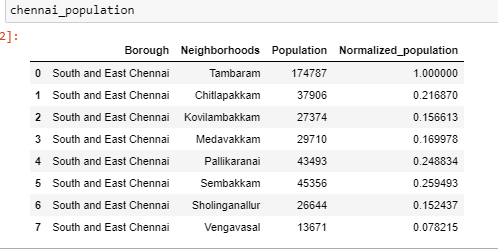 chennai_population
2]:
Borough Neighborhoods Population Normalized_population
0 South and East Chennai Tambaram 174787 1.000000
1 South and East Chennai Chitlapakkam 37906 0.216870
2 South and East Chennai Kovilambakkam 27374 0.156613
3 South and East Chennai Medavakkam 29710 0.169978
4 South and East Chennai Pallikaranai 43493 0.248834
5 South and East Chennai Sembakkam 45356 0.259493
6 South and East Chennai Sholinganallur 26644 0.152437
7 South and East Chennai Vengavasal 13671 0.078215